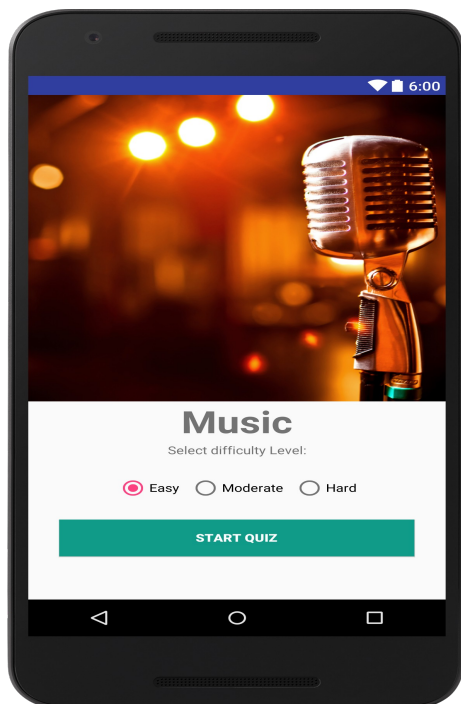 6:00
Music
Select difficulty Level:
Easy Moderate Hard
START QUIZ